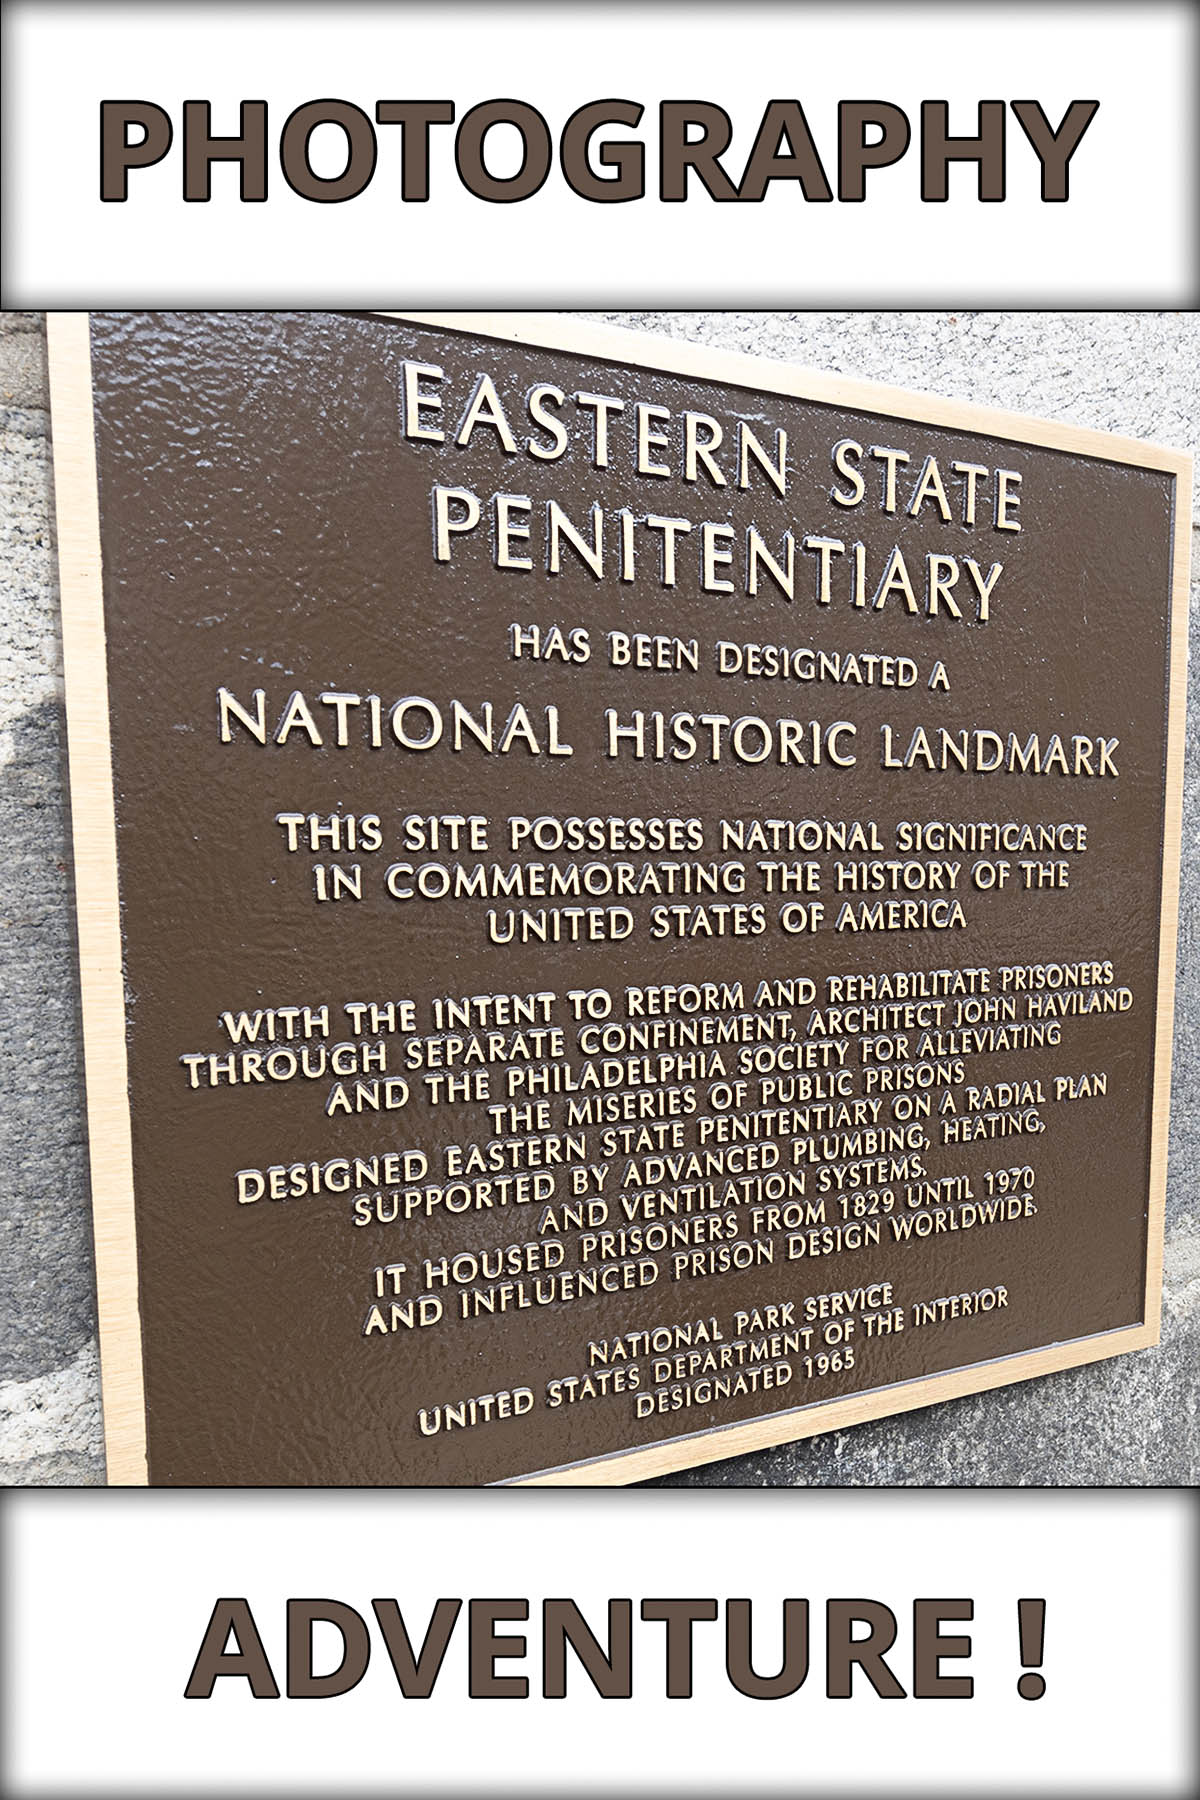 PHOTOGRAPHY
EASTERN STATE
PENITENTIARY
HAS BEEN DESIGNATED A
NATIONAL HISTORIC LANDMARK
THIS SITE POSSESSES NATIONAL SIGNIFICANCE
IN COMMEMORATING THE HISTORY OF THE
UNITED STATES OF AMERICA
WITH THE INTENT TO REFORM AND REHABILITATE PRISONERS
THROUGH SEPARATE CONFINEMENT, ARCHITECT JOHN HAVILAND
AND THE PHILADELPHIA SOCIETY FOR ALLEVIATING
THE MISERIES OF PUBLIC PRISONS
DESIGNED EASTERN STATE PENITENTIARY ON A RADIAL PLAN
SUPPORTED BY ADVANCED PLUMBING, HEATING,
AND VENTILATION SYSTEMS.
IT HOUSED PRISONERS FROM 1829 UNTIL 1970
AND INFLUENCED PRISON DESIGN WORLDWIDE.
NATIONAL PARK SERVICE
UNITED STATES DEPARTMENT OF THE INTERIOR
DESIGNATED 1965
ADVENTURE !